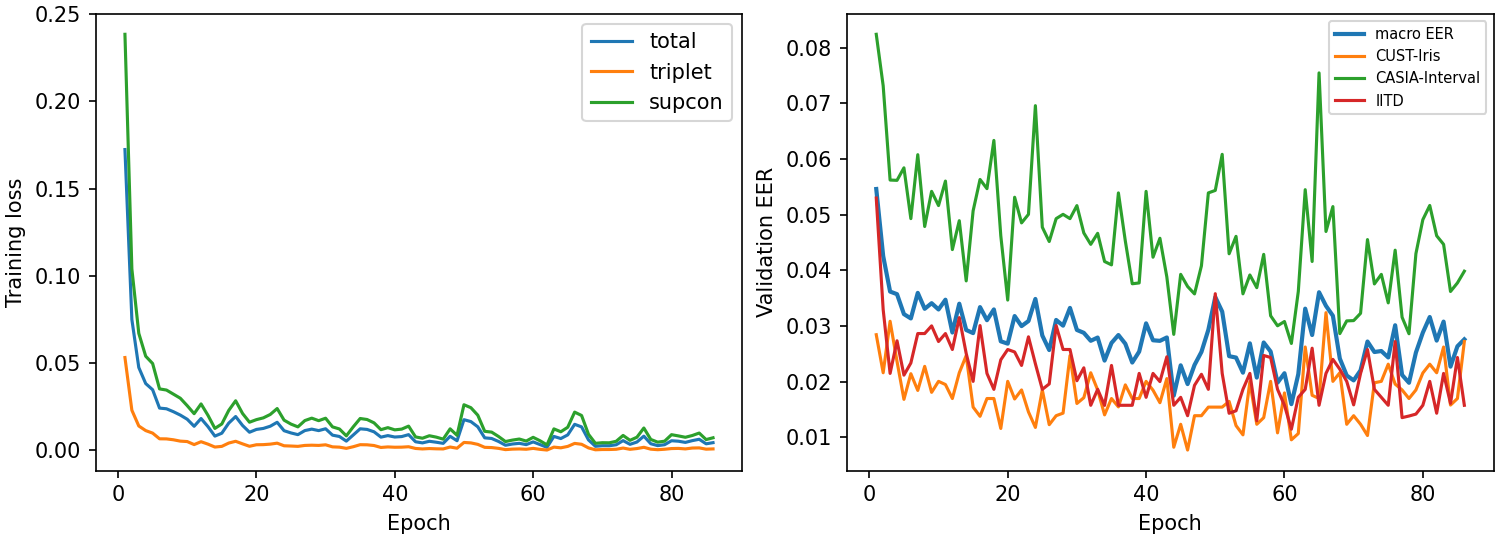 0.25
0.20
0.15
0.10
0.05
0.00
Training loss
0
20
40
60
80
Epoch
total
triplet
supcon
0.08
0.07
0.06
0.05
0.04
0.03
0.02
0.01
Validation EER
0
20
40
60
80
Epoch
macro EER
CUST-Iris
CASIA-Interval
IITD